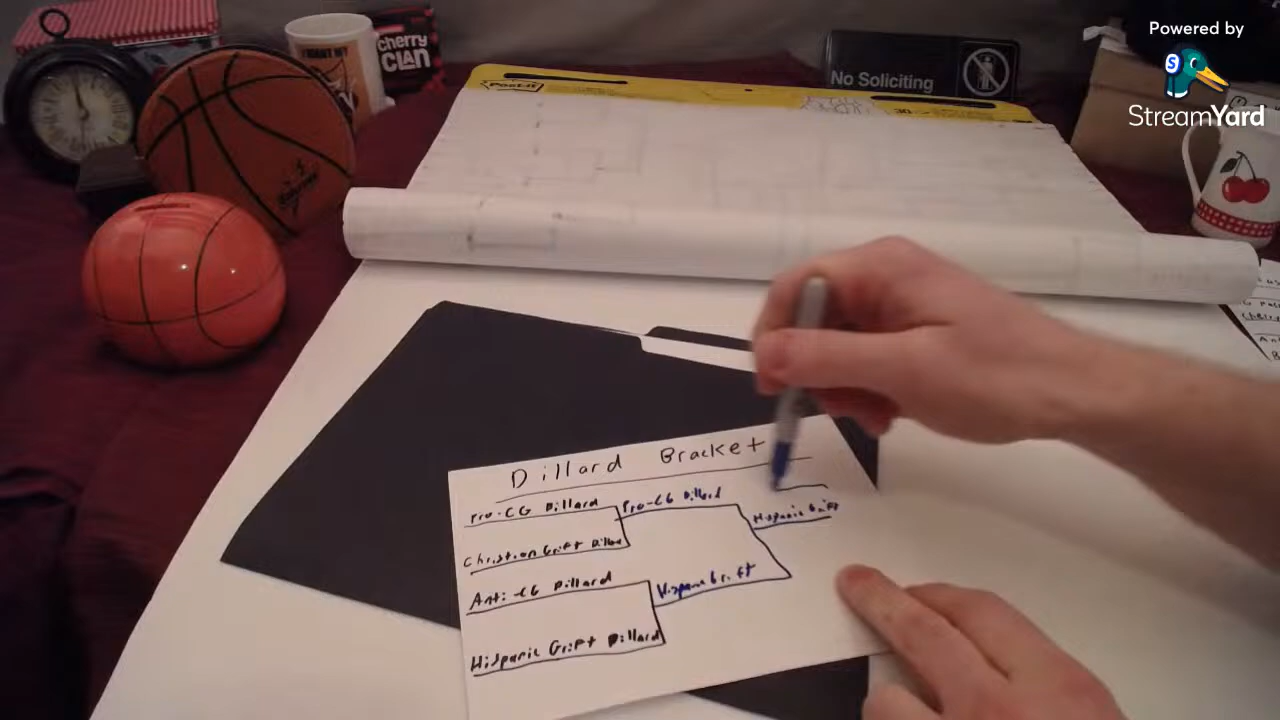 Powered by
StreamYard
cherry
CLAN
No Soliciting
Post-it
30
Dillard Bracket
Pro-CG Dillard
Pro-CG Dillard
Christian Grift Dillard
Hispanic Grift
Anti-CG Dillard
Hispanic Grift
Hispanic Grift Dillard